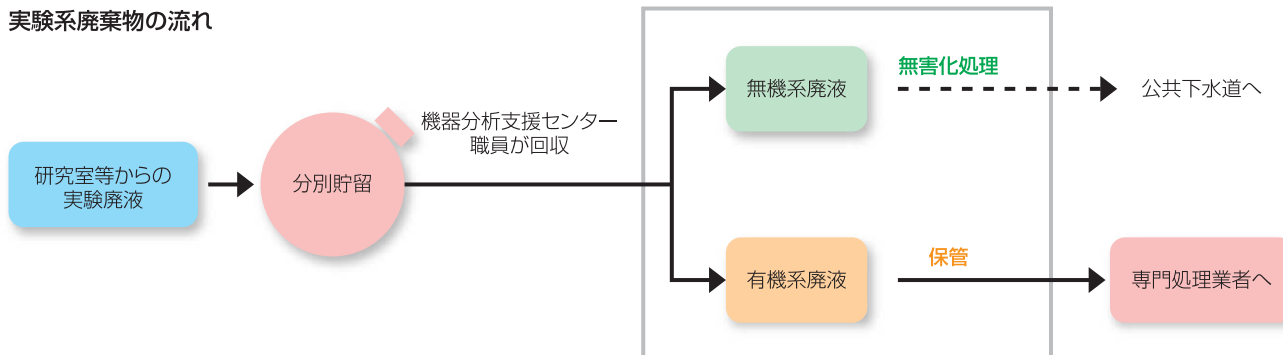 実験系廃棄物の流れ
研究室等からの
実験廃液
分別貯留
機器分析支援センター
職員が回収
無機系廃液
無害化処理
公共下水道へ
有機系廃液
保管
専門処理業者へ